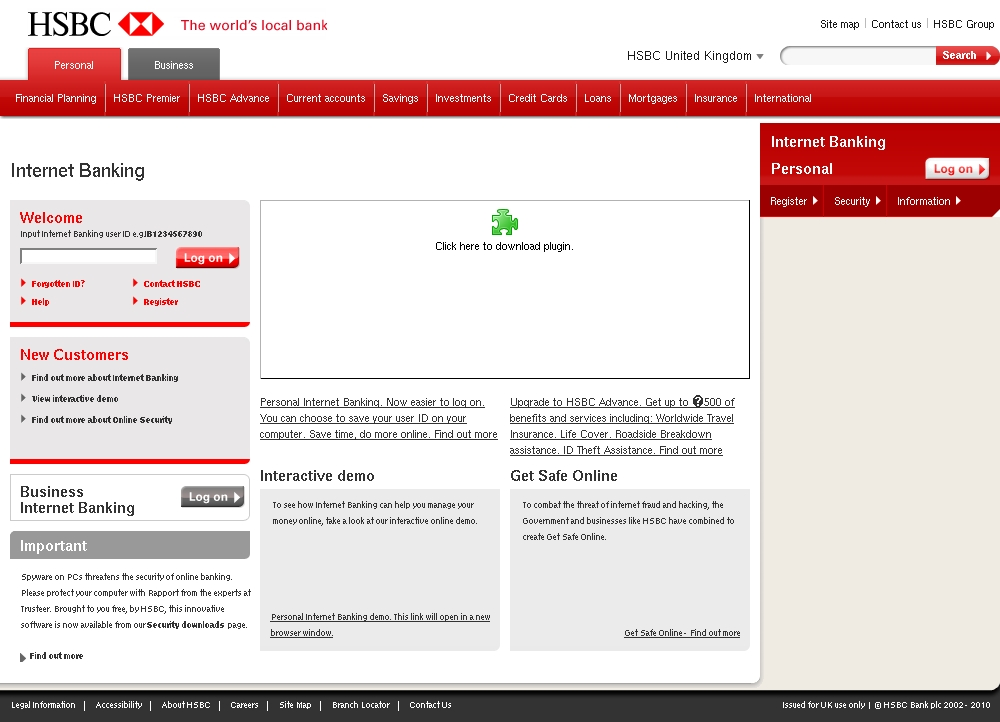 HSBC The world's local bank
Site map Contact us HSBC Group
Personal Business
HSBC United Kingdom Search
Financial Planning HSBC Premier HSBC Advance Current accounts Savings Investments Credit Cards Loans Mortgages Insurance International
Internet Banking
Personal
Log on
Register Security Information
Internet Banking
Welcome
Input Internet Banking user ID e.g.IB1234567890
Log on
Forgotten ID? Contact HSBC
Help Register
New Customers
Find out more about Internet Banking
View interactive demo
Find out more about Online Security
Business
Internet Banking
Log on
Important
Spyware on PCs threatens the security of online banking.
Please protect your computer with Rapport from the experts at
Trusteer. Brought to you free, by HSBC, this innovative
software is now available from our Security downloads page.
Find out more
Click here to download plugin.
Personal Internet Banking. Now easier to log on.
You can choose to save your user ID on your
computer. Save time, do more online. Find out more
Upgrade to HSBC Advance. Get up to �500 of
benefits and services including: Worldwide Travel
Insurance. Life Cover. Roadside Breakdown
assistance. ID Theft Assistance. Find out more
Interactive demo
To see how Internet Banking can help you manage your
money online, take a look at our interactive online demo.
Personal Internet Banking demo. This link will open in a new
browser window.
Get Safe Online
To combat the threat of internet fraud and hacking, the
Government and businesses like HSBC have combined to
create Get Safe Online.
Get Safe Online - Find out more
Legal Information | Accessibility | About HSBC | Careers | Site Map | Branch Locator | Contact Us
Issued for UK use only | © HSBC Bank plc 2002 - 2010